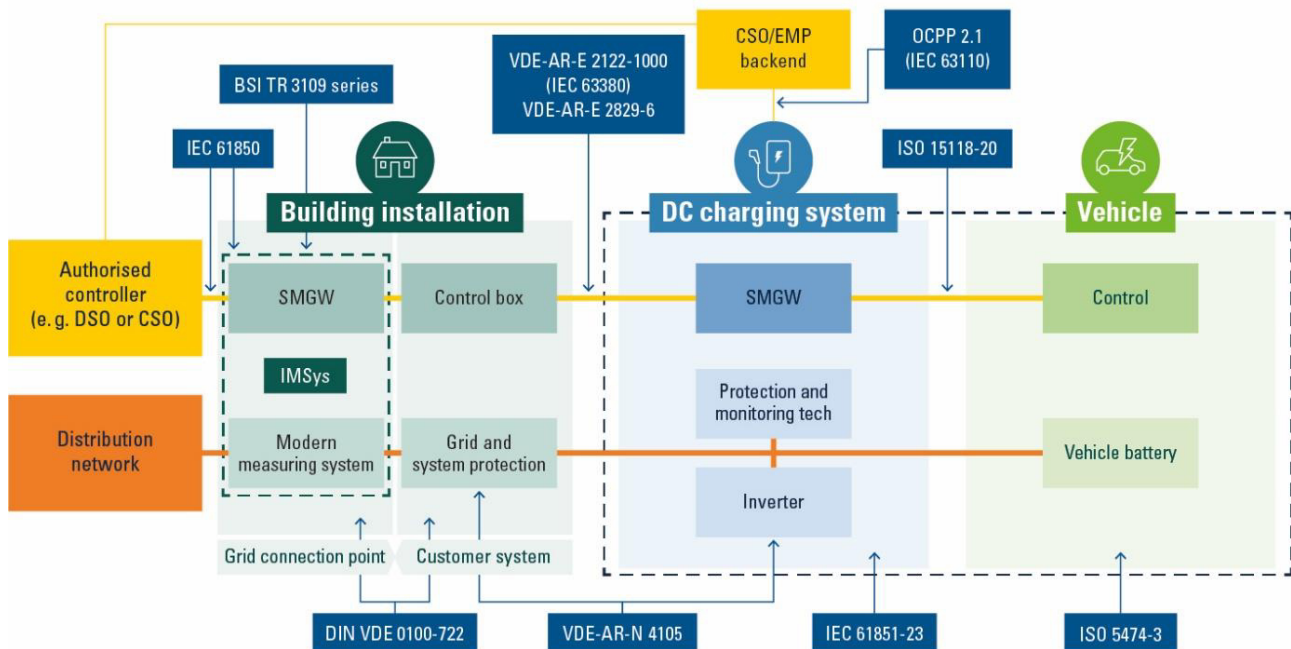 CSO/EMP
backend
OCPP 2.1
(IEC 63110)
VDE-AR-E 2122-1000
(IEC 63380)
VDE-AR-E 2829-6
BSI TR 3109 series
IEC 61850
ISO 15118-20
Building installation
DC charging system
Vehicle
Authorised
controller
(e. g. DSO or CSO)
SMGW
Control box
SMGW
Control
IMSys
Protection and
monitoring tech
Distribution
network
Modern
measuring system
Grid and
system protection
Vehicle battery
Inverter
Grid connection point
Customer system
DIN VDE 0100-722
VDE-AR-N 4105
IEC 61851-23
ISO 5474-3